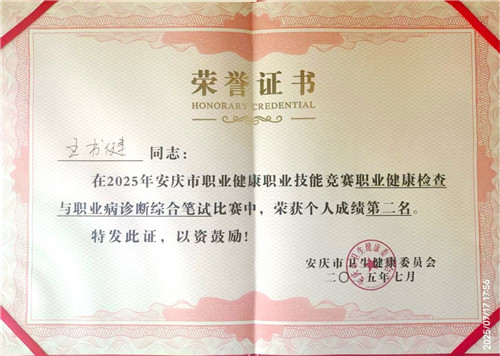 荣誉证书
HONORARY CREDENTIAL
王书健 同志：
在2025年安庆市职业健康职业技能竞赛职业健康检查
与职业病诊断综合笔试比赛中，荣获个人成绩第二名。
特发此证，以资鼓励！
安庆市卫生健康委员会
二〇二五年七月
2025/07/17 17:56